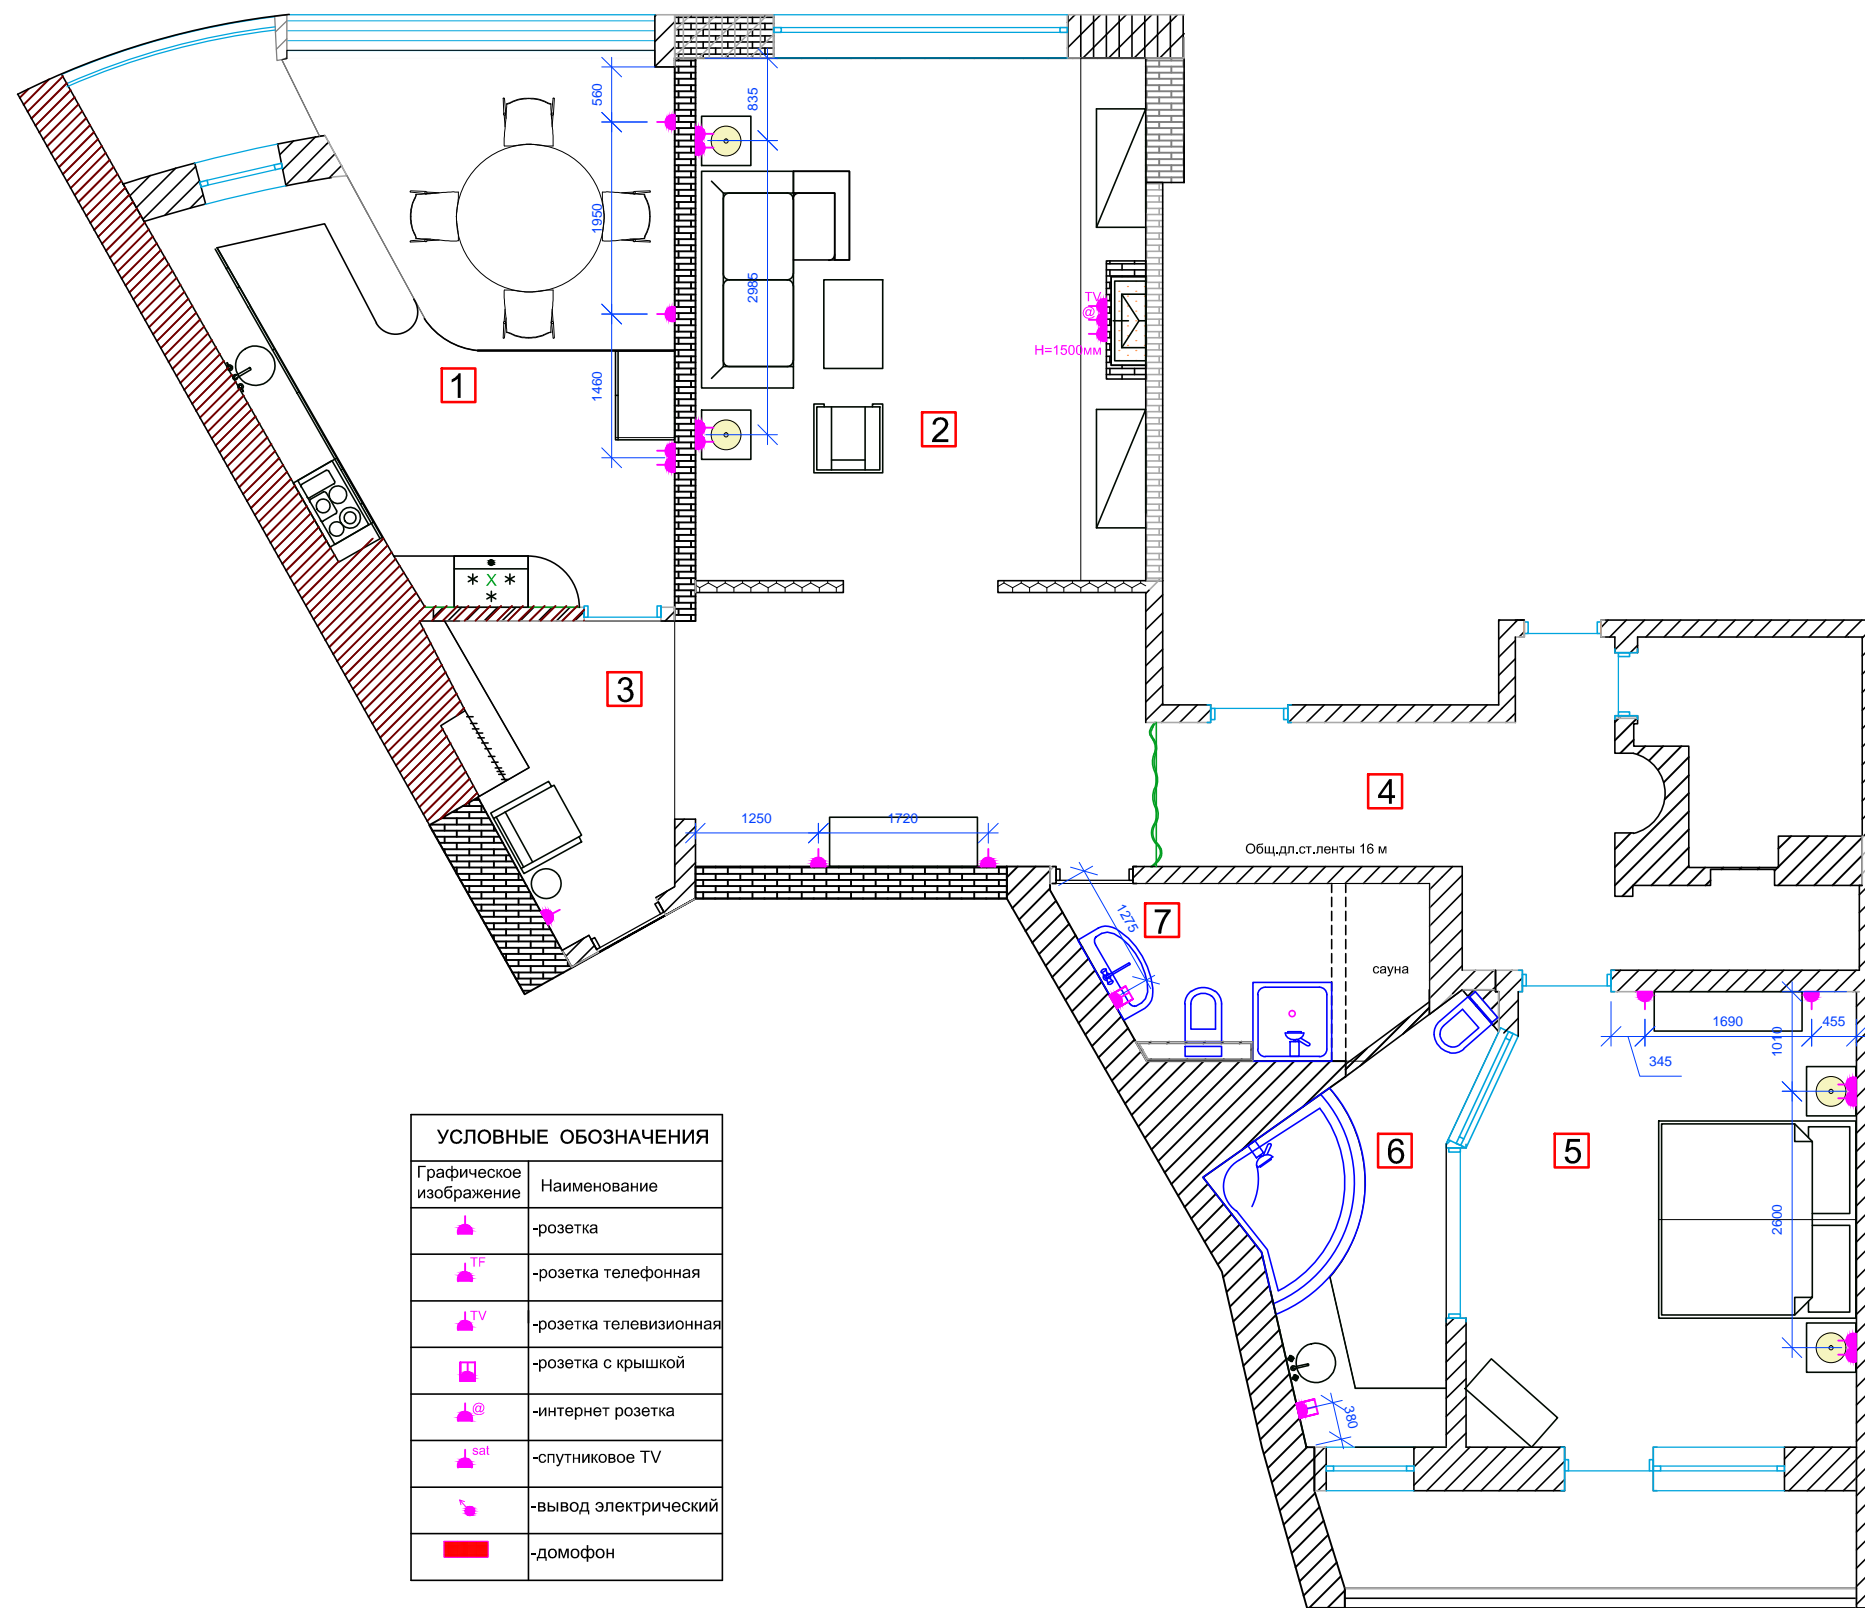 560
835
1950
2985
TV
@
H=1500мм
1460
1
2
X
3
4
1250
1720
Общ.дл.ст.ленты 16 м
1275
7
сауна
1690
455
1010
345
6
5
2600
380
УСЛОВНЫЕ ОБОЗНАЧЕНИЯ
Графическое
изображение
Наименование
-розетка
TF
-розетка телефонная
TV
-розетка телевизионная
-розетка с крышкой
@
-интернет розетка
sat
-спутниковое TV
-вывод электрический
-домофон